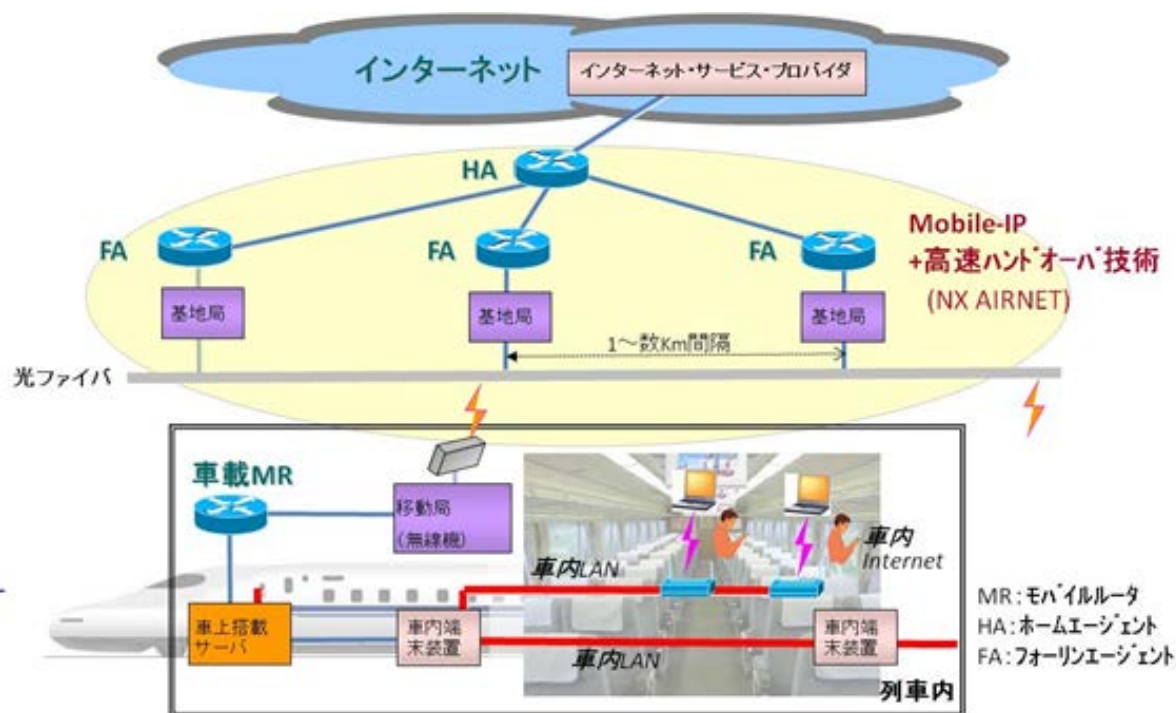 インターネット
インターネット・サービス・プロバイダ
HA
FA
FA
FA
Mobile-IP
+高速ハンドオーバ技術
(NX AIRNET)
基地局
基地局
基地局
1～数Km間隔
光ファイバ
車載MR
移動局
(無線機)
車内LAN
車内
Internet
車上搭載
サーバ
車内端
末装置
車内LAN
車内端
末装置
列車内
MR:モバイルルータ
HA:ホームエージェント
FA:フォーリンエージェント